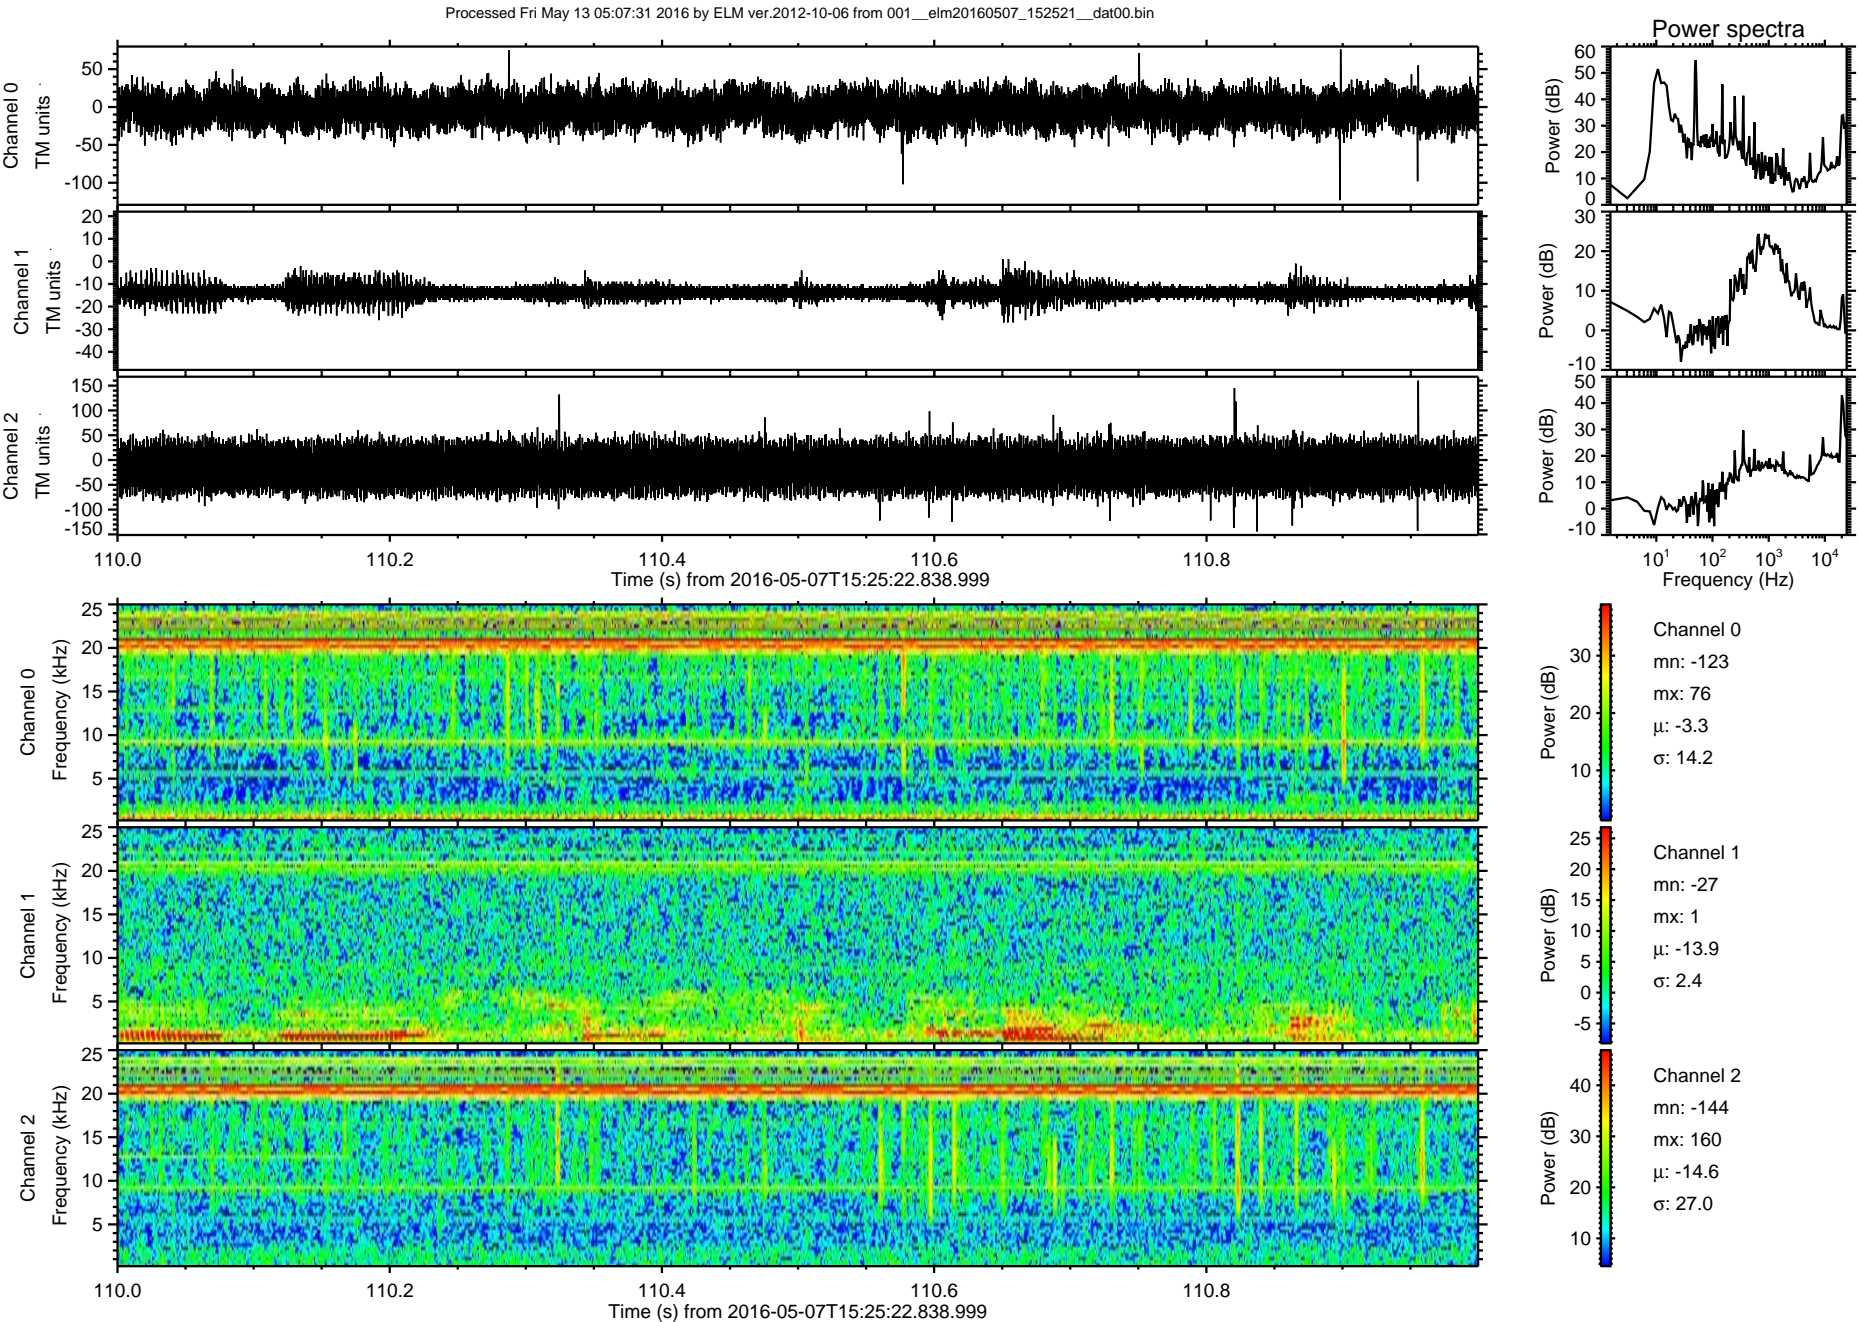 Processed Fri May 13 05:07:31 2016 by ELM ver.2012-10-06 from 001__elm20160507_152521__dat00.bin
Power spectra
Channel 0
TM units
50
0
-50
-100
Power (dB)
60
50
40
30
20
10
0
Channel 1
TM units
20
10
0
-10
-20
-30
-40
Power (dB)
30
20
10
0
-10
Channel 2
TM units
150
100
50
0
-50
-100
-150
Power (dB)
50
40
30
20
10
0
-10
110.0 110.2 110.4 110.6 110.8
Time (s) from 2016-05-07T15:25:22.838.999
10^1 10^2 10^3 10^4
Frequency (Hz)
Channel 0
Frequency (kHz)
25
20
15
10
5
Power (dB)
30
20
10
Channel 0
mn: -123
mx: 76
μ: -3.3
σ: 14.2
Channel 1
Frequency (kHz)
25
20
15
10
5
Power (dB)
25
20
15
10
5
0
-5
Channel 1
mn: -27
mx: 1
μ: -13.9
σ: 2.4
Channel 2
Frequency (kHz)
25
20
15
10
5
Power (dB)
40
30
20
10
Channel 2
mn: -144
mx: 160
μ: -14.6
σ: 27.0
110.0 110.2 110.4 110.6 110.8
Time (s) from 2016-05-07T15:25:22.838.999